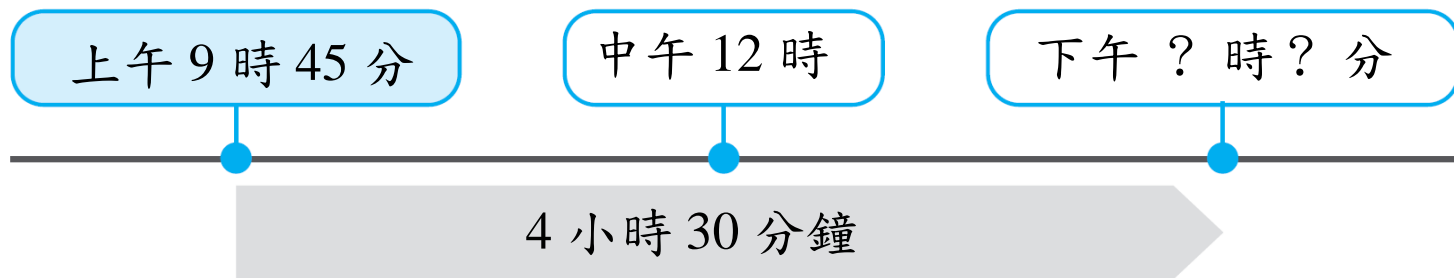 上午 9 時 45 分
中午 12 時
下午 ? 時? 分
4 小時 30 分鐘